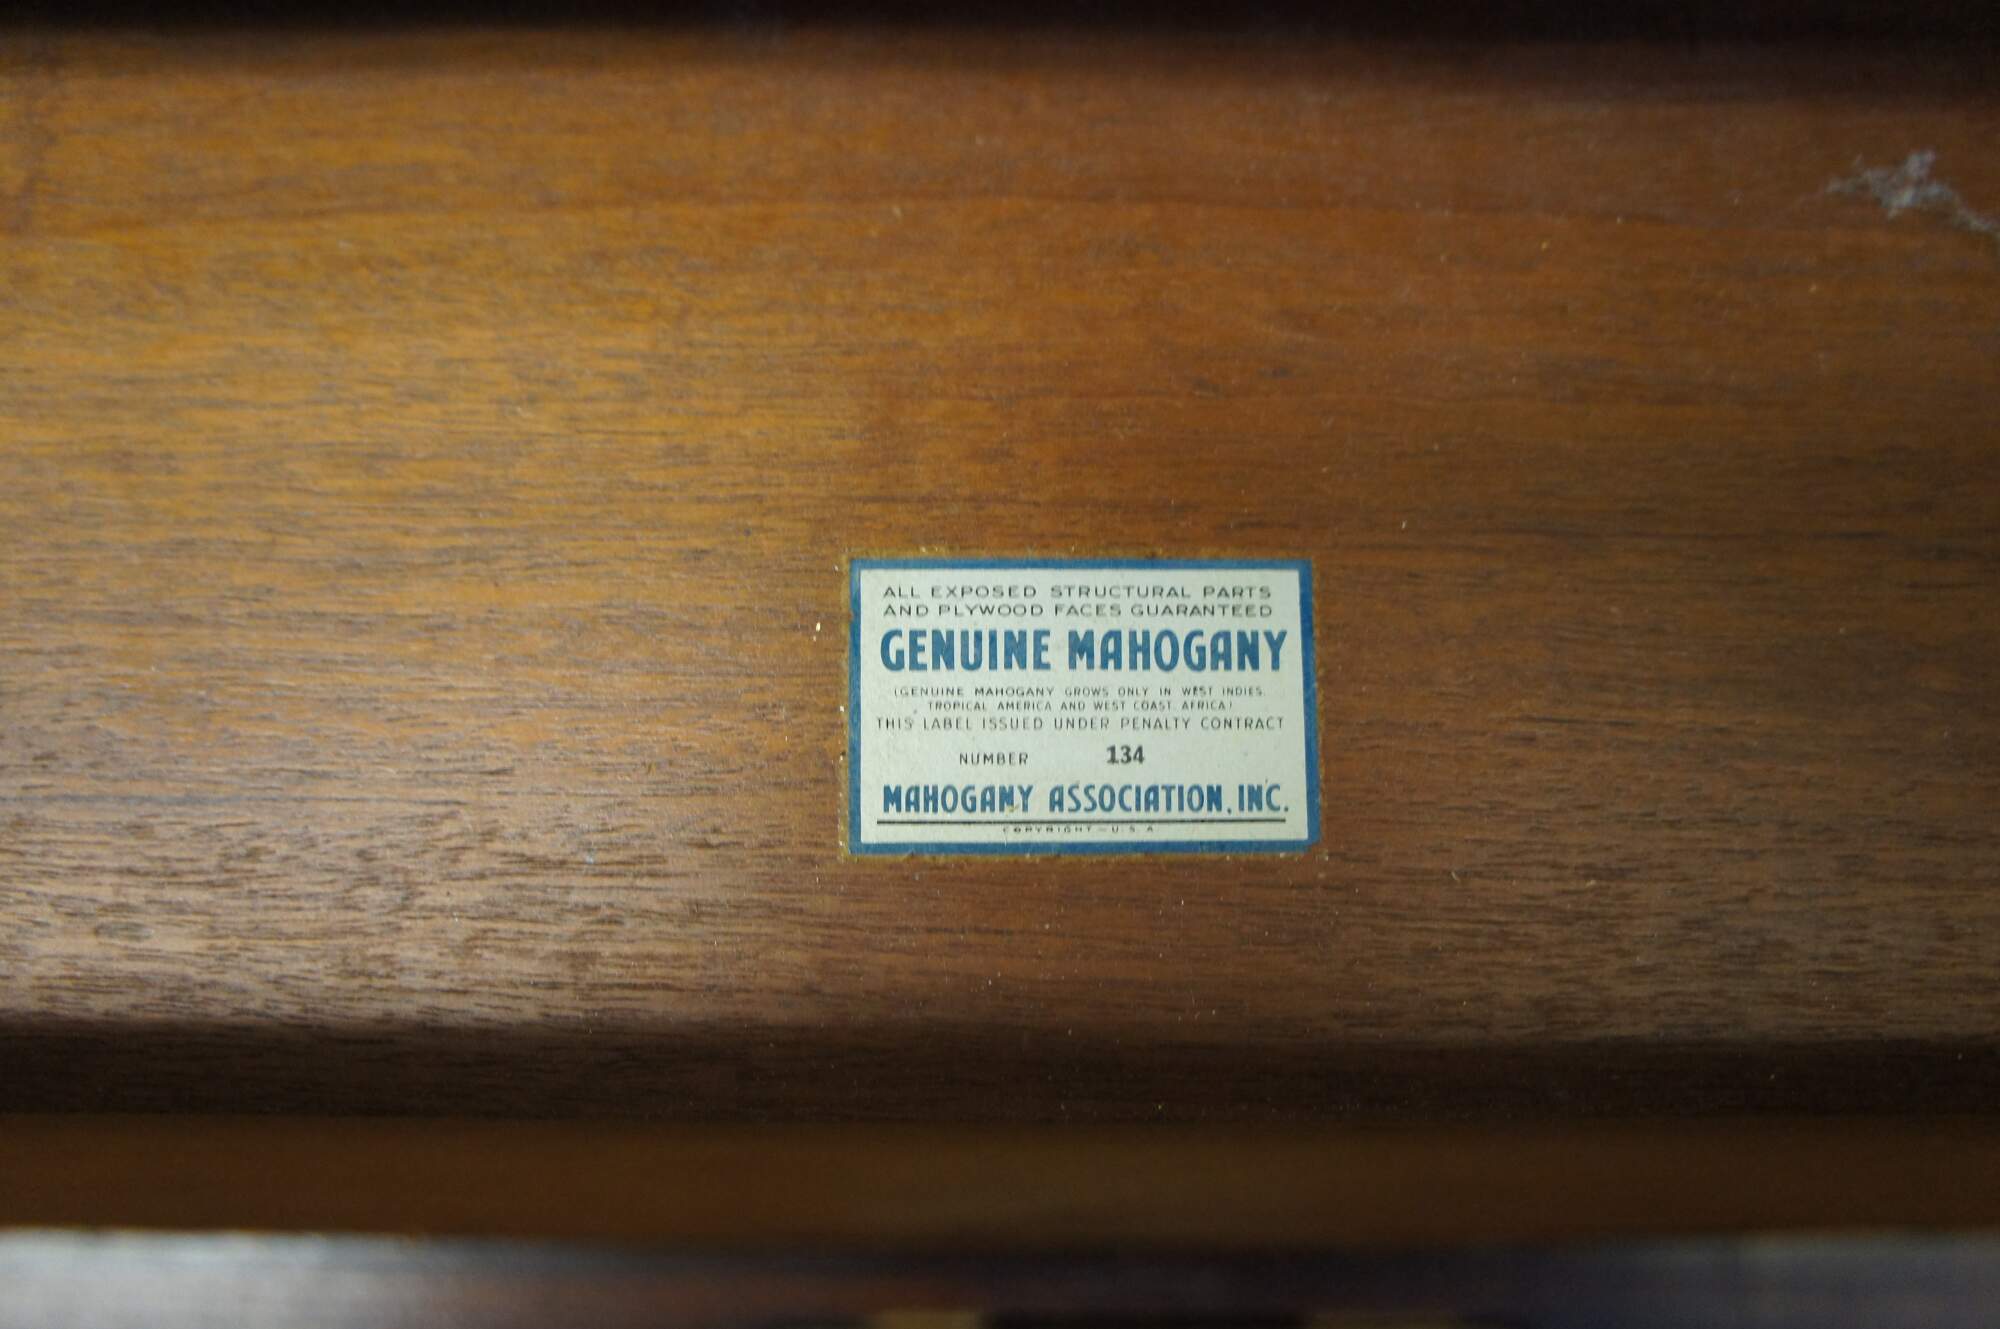 ALL EXPOSED STRUCTURAL PARTS
AND PLYWOOD FACES GUARANTEED
GENUINE MAHOGANY
(GENUINE MAHOGANY GROWS ONLY IN WEST INDIES.
TROPICAL AMERICA AND WEST COAST AFRICA)
THIS LABEL ISSUED UNDER PENALTY CONTRACT
NUMBER 134
MAHOGANY ASSOCIATION, INC.
COPYRIGHT — U. S. A